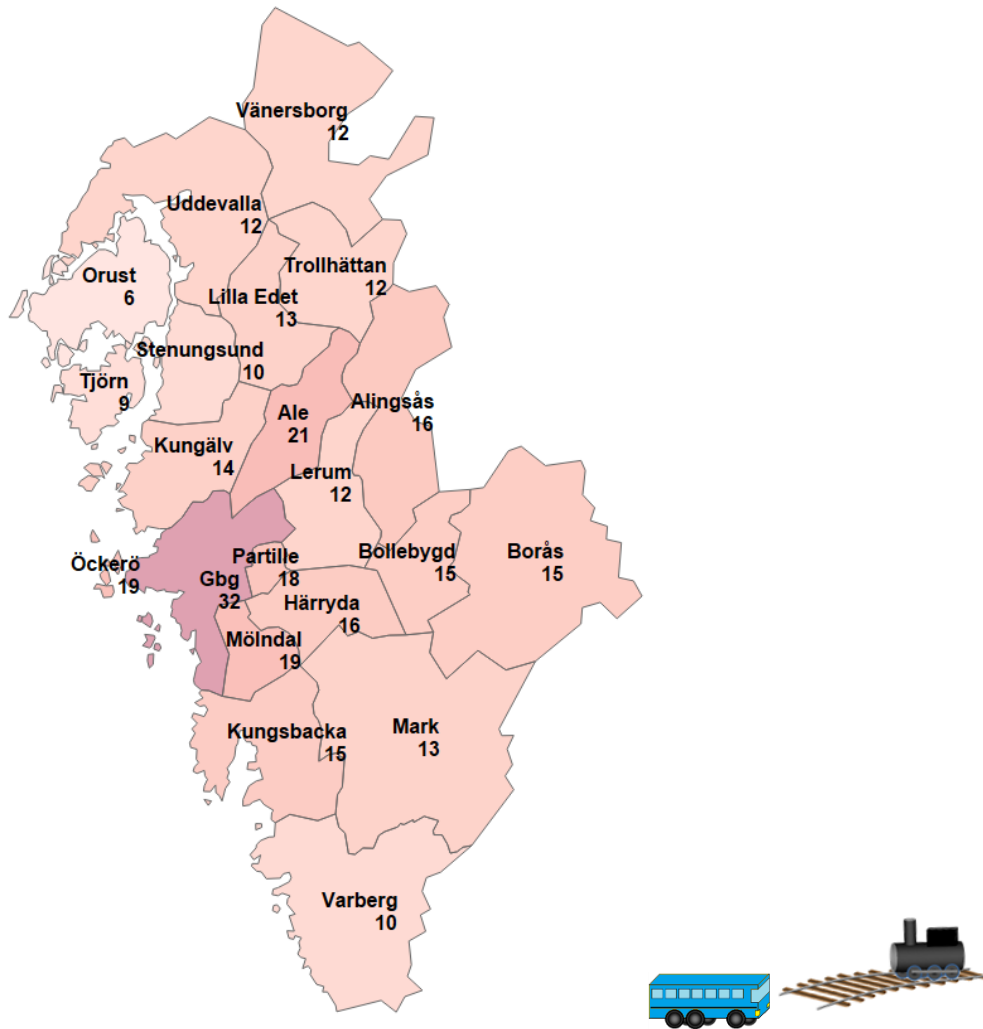 Vänersborg
12
Uddevalla
12
Trollhättan
12
Orust
6
Lilla Edet
13
Stenungsund
10
Tjörn
9
Alingsås
16
Ale
21
Kungälv
14
Lerum
12
Öckerö
19
Partille
18
Bollebygd
15
Borås
15
Gbg
32
Härryda
16
Mölndal
19
Kungsbacka
15
Mark
13
Varberg
10